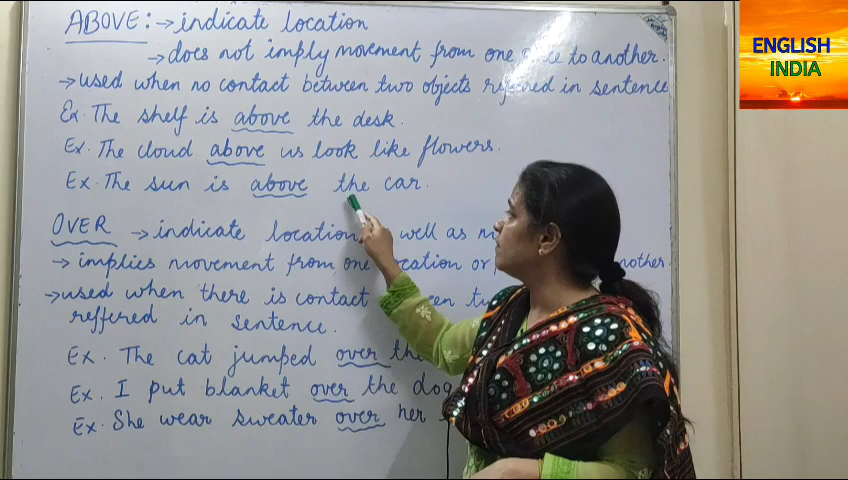 ABOVE: → indicate location
→ does not imply movement from one to another.
→ used when no contact between two objects reffered in sentence
Ex. The shelf is above the desk.
Ex. The cloud above us look like flowers.
Ex. The sun is above the car.
OVER → indicate location well as
→ implies movement from one location or
→ used when there is contact
reffered in sentence.
Ex. The cat jumped over the
Ex. I put blanket over the dog
Ex. She wear sweater over her
ENGLISH
INDIA